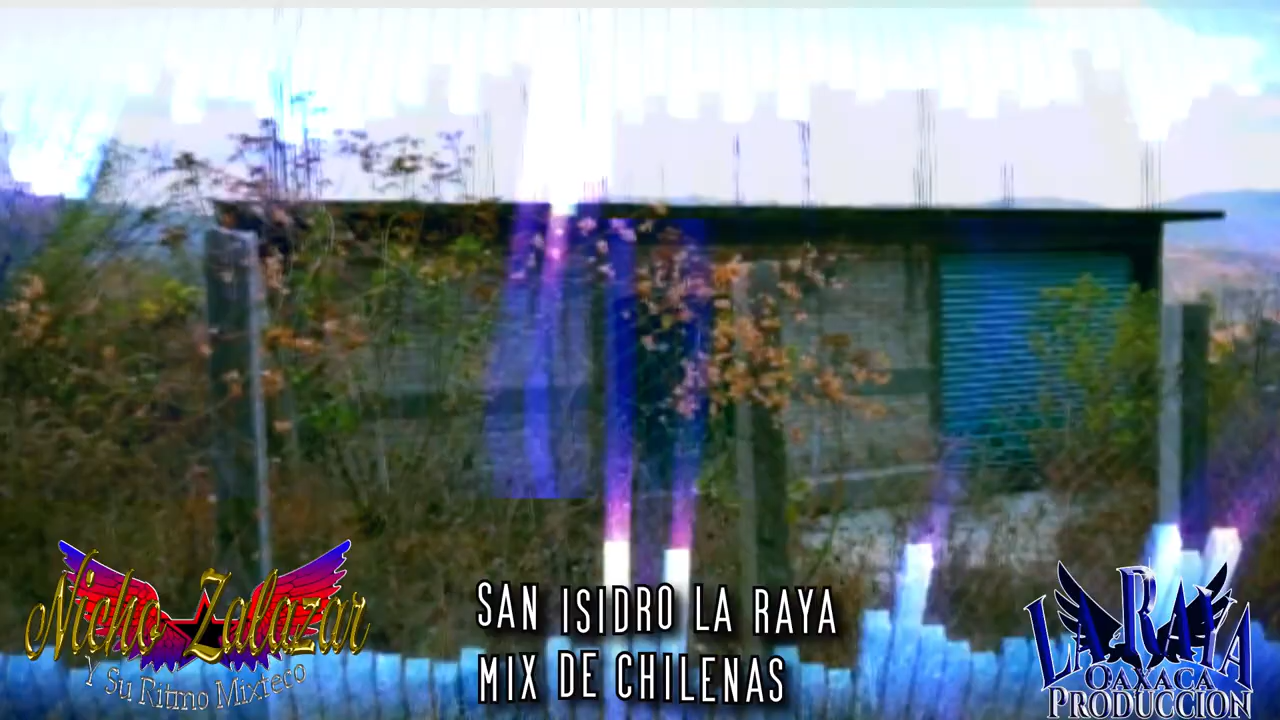 Nicho Zalazar
Y Su Ritmo Mixteco
SAN ISIDRO LA RAYA
MIX DE CHILENAS
LA RAYA
OAXACA
PRODUCCION